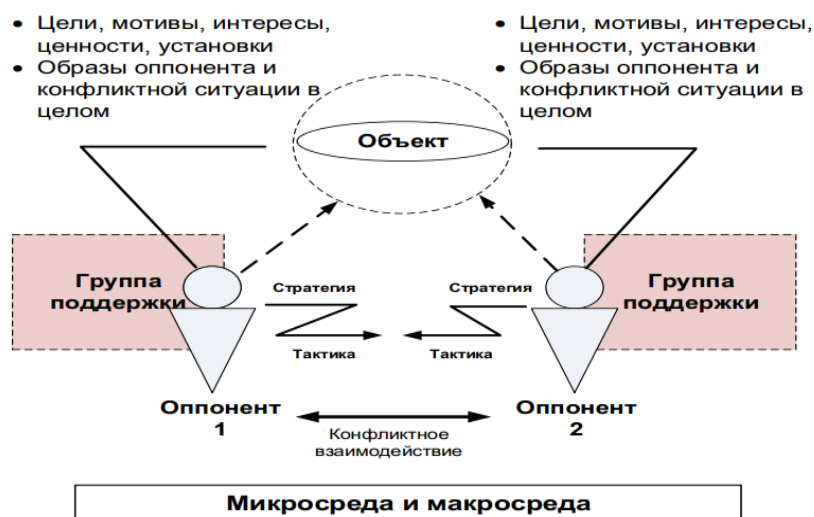 • Цели, мотивы, интересы,
ценности, установки
• Образы оппонента и
конфликтной ситуации в
целом
• Цели, мотивы, интересы,
ценности, установки
• Образы оппонента и
конфликтной ситуации в
целом
Объект
Группа
поддержки
Стратегия
Тактика
Стратегия
Тактика
Группа
поддержки
Оппонент
1
Конфликтное
взаимодействие
Оппонент
2
Микросреда и макросреда